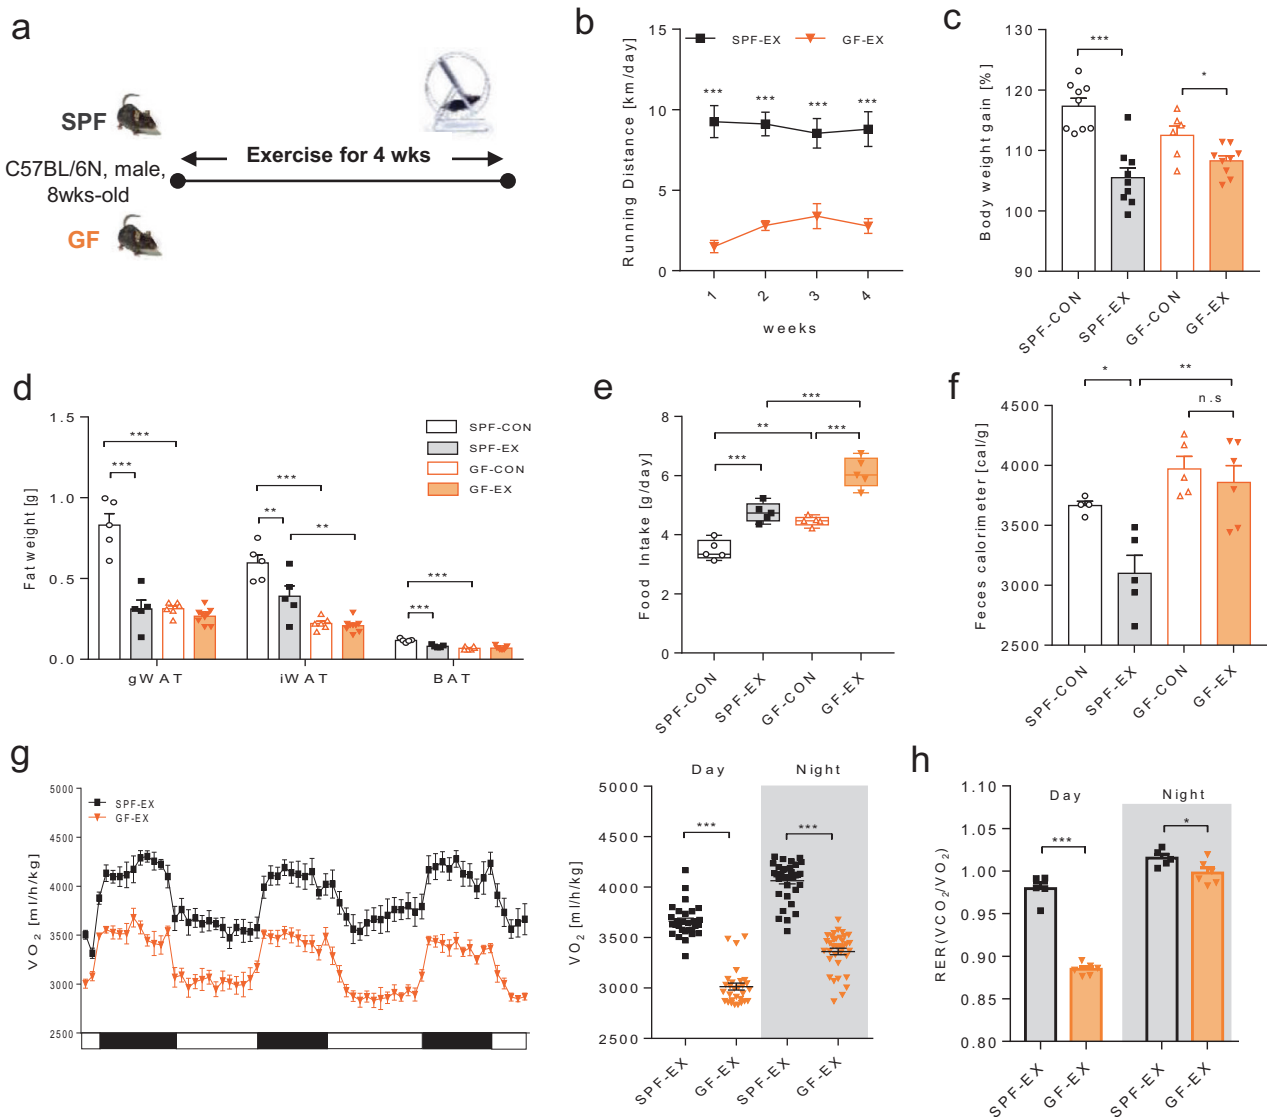 a
SPF
C57BL/6N, male,
8wks-old
GF
Exercise for 4 wks
b
SPF-EX
GF-EX
***
***
***
***
Running Distance [km/day]
15
10
5
0
1
2
3
4
weeks
c
***
*
Body weight gain [%]
130
120
110
100
90
SPF-CON
SPF-EX
GF-CON
GF-EX
d
Fat weight [g]
1.5
1.0
0.5
0.0
***
***
***
**
**
***
***
SPF-CON
SPF-EX
GF-CON
GF-EX
gWAT
iWAT
BAT
e
Food Intake [g/day]
8
6
4
2
0
***
**
***
***
SPF-CON
SPF-EX
GF-CON
GF-EX
f
Feces calorimeter [cal/g]
4500
4000
3500
3000
2500
*
**
n.s
SPF-CON
SPF-EX
GF-CON
GF-EX
g
VO2 [ml/h/kg]
5000
4500
4000
3500
3000
2500
SPF-EX
GF-EX
Day
Night
VO2 [ml/h/kg]
5000
4500
4000
3500
3000
2500
***
***
SPF-EX
GF-EX
SPF-EX
GF-EX
h
Day
Night
RER(VCO2/VO2)
1.10
1.05
1.00
0.95
0.90
0.85
0.80
***
*
SPF-EX
GF-EX
SPF-EX
GF-EX